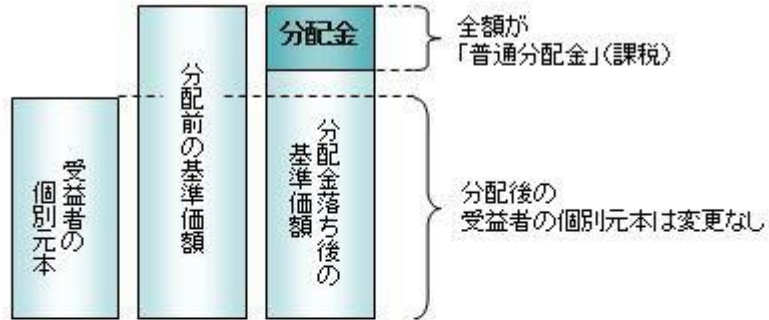 受益者の
個別元本
分配前の基準価額
分配金
分配金落ち後の
基準価額
全額が
「普通分配金」(課税)
分配後の
受益者の個別元本は変更なし